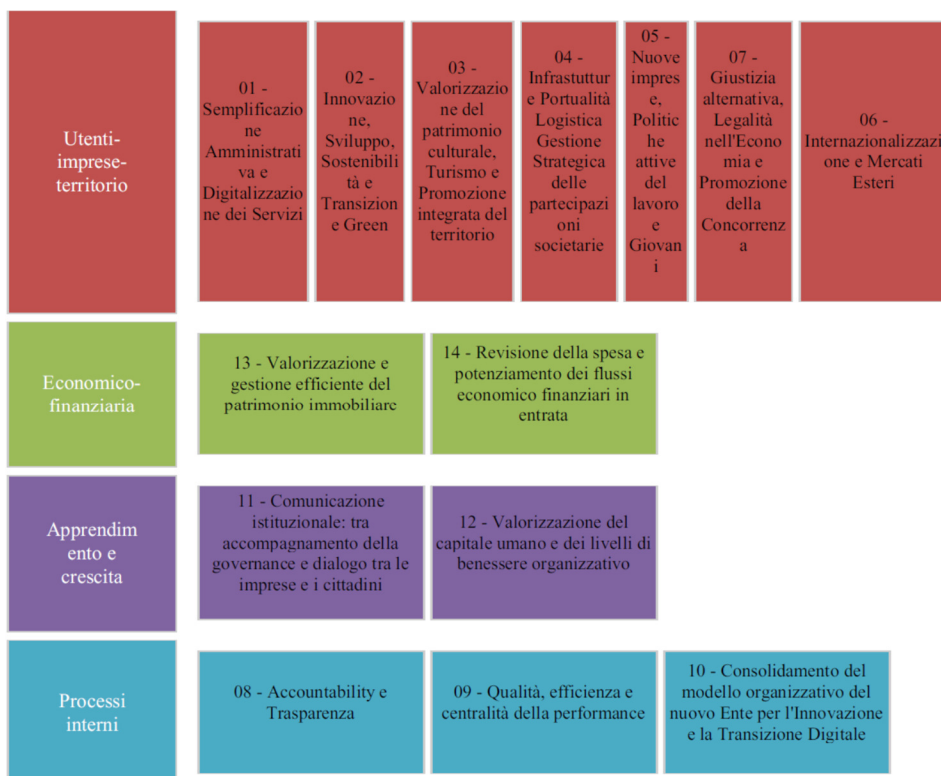 Utenti-
imprese-
territorio
01 -
Semplificazio
ne
Amministrati
va e
Digitalizzazio
ne dei Servizi
02 -
Innovazio
ne,
Sviluppo,
Sostenibili
tà e
Transizion
e Green
03 -
Valorizzazio
ne del
patrimonio
culturale,
Turismo e
Promozione
integrata del
territorio
04 -
Infrastuttur
e Portualità
Logistica
Gestione
Strategica
delle
partecipazi
oni
societarie
05 -
Nuove
impres
e,
Politic
he
attive
del
lavoro
e
Giovan
i
07 -
Giustizia
alternativa,
Legalità
nell'Econo
mia e
Promozione
della
Concorrenz
a
06 -
Internazionalizzazi
one e Mercati
Esteri
Economico-
finanziaria
13 - Valorizzazione e
gestione efficiente del
patrimonio immobiliare
14 - Revisione della spesa e
potenziamento dei flussi
economico finanziari in
entrata
Apprendim
ento e
crescita
11 - Comunicazione
istituzionale: tra
accompagnamento della
governance e dialogo tra le
imprese e i cittadini
12 - Valorizzazione del
capitale umano e dei livelli di
benessere organizzativo
Processi
interni
08 - Accountability e
Trasparenza
09 - Qualità, efficienza e
centralità della performance
10 - Consolidamento del
modello organizzativo del
nuovo Ente per l'Innovazione
e la Transizione Digitale